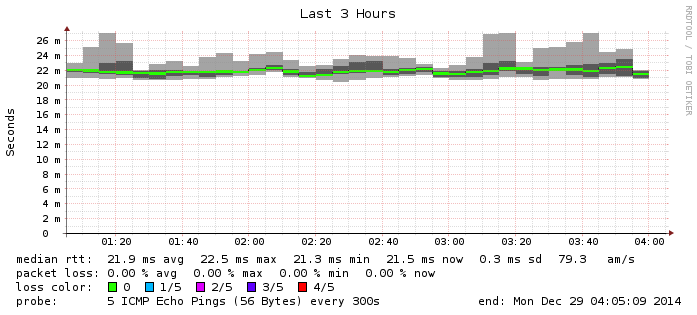 Last 3 Hours
RRDTOOL / TOBI OETIKER
Seconds
26 m
24 m
22 m
20 m
18 m
16 m
14 m
12 m
10 m
8 m
6 m
4 m
2 m
0
01:20 01:40 02:00 02:20 02:40 03:00 03:20 03:40 04:00
median rtt: 21.9 ms avg 22.5 ms max 21.3 ms min 21.5 ms now 0.3 ms sd 79.3 am/s
packet loss: 0.00 % avg 0.00 % max 0.00 % min 0.00 % now
loss color: 0 1/5 2/5 3/5 4/5
probe: 5 ICMP Echo Pings (56 Bytes) every 300s end: Mon Dec 29 04:05:09 2014